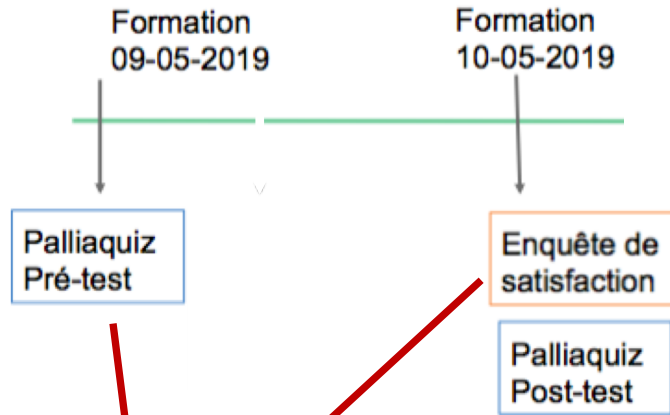 Formation
09-05-2019
Formation
10-05-2019
Palliaquiz
Pré-test
Enquête de
satisfaction
Palliaquiz
Post-test